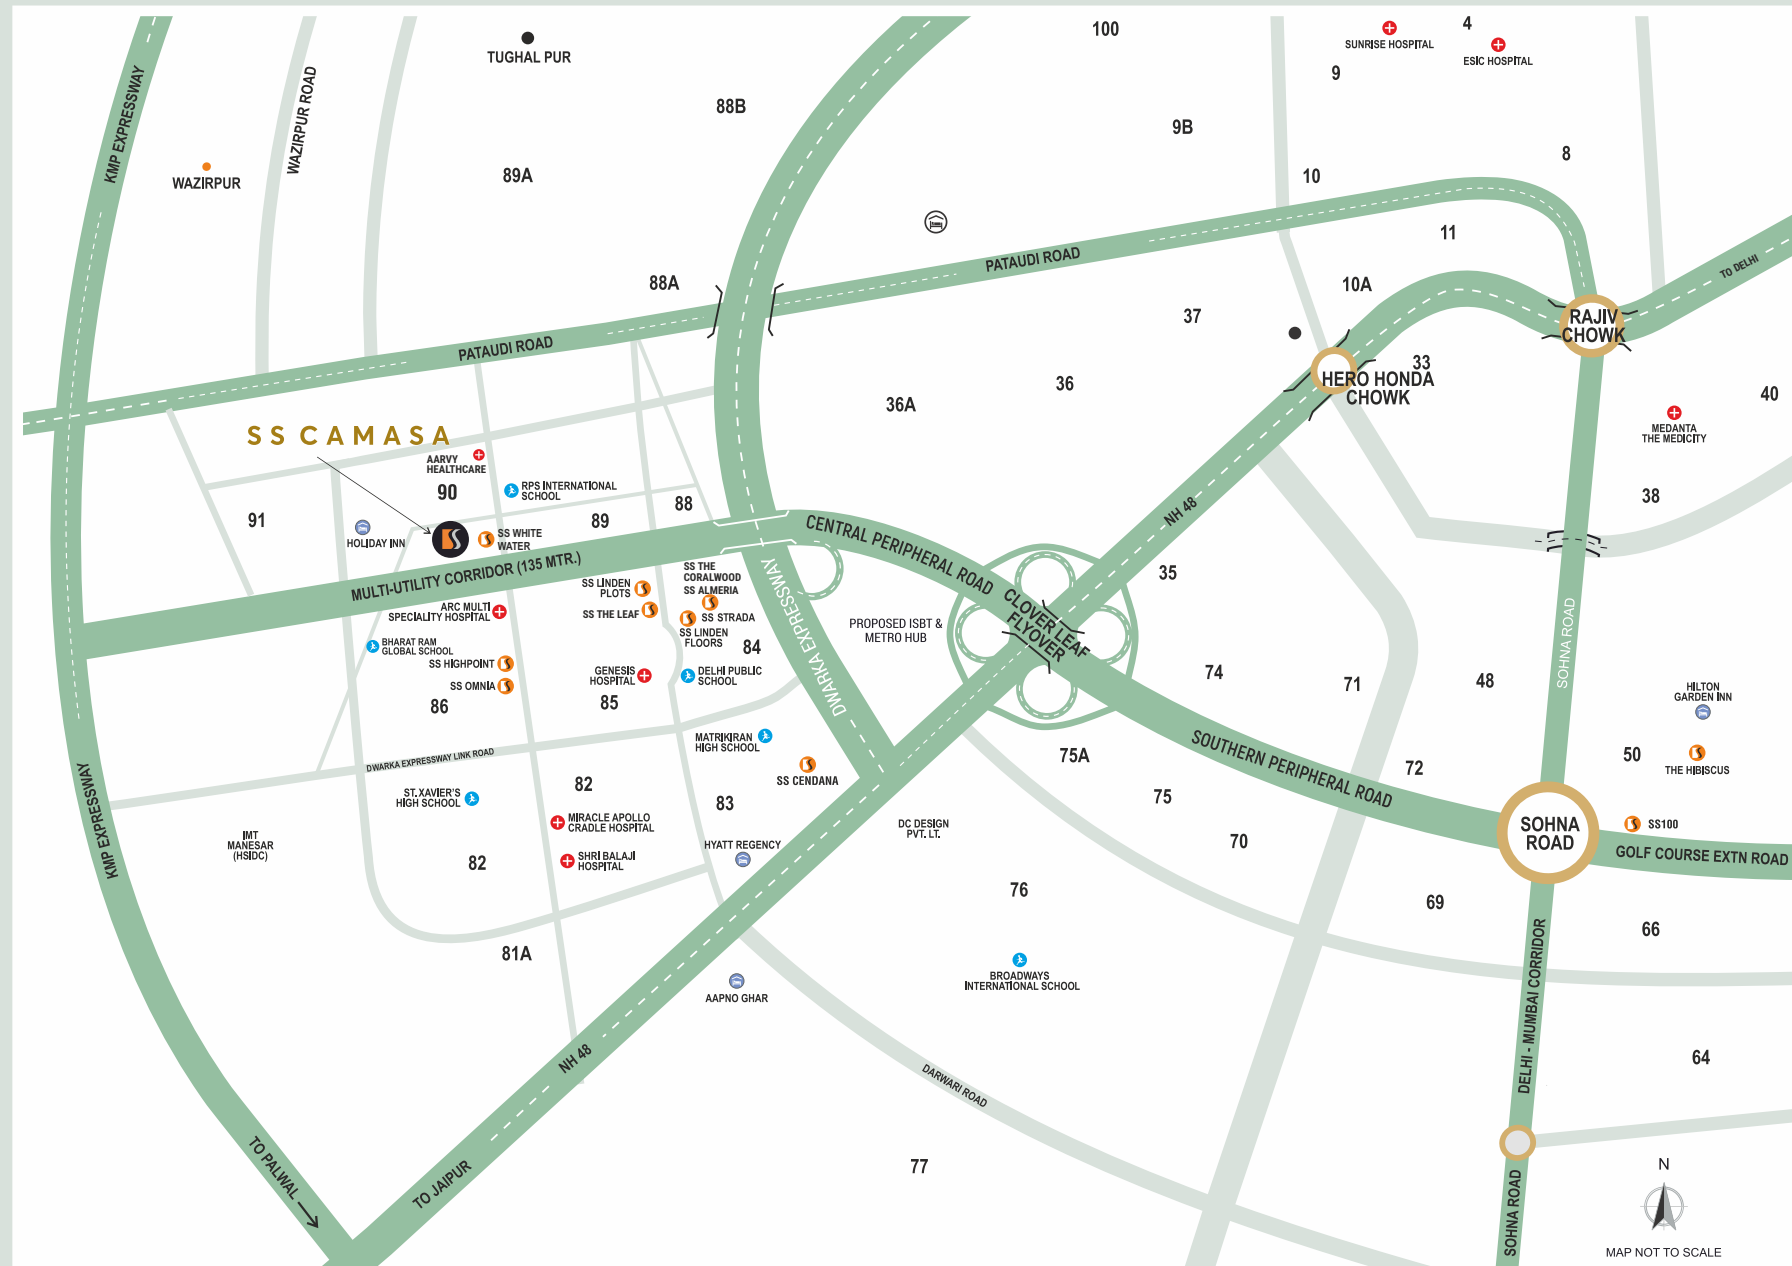 100
4
SUNRISE HOSPITAL
ESIC HOSPITAL
TUGHAL PUR
9
KMP EXPRESSWAY
WAZIRPUR ROAD
88B
9B
8
WAZIRPUR
89A
10
11
PATAUDI ROAD
TO DELHI
88A
10A
37
RAJIV
CHOWK
PATAUDI ROAD
33
36
HERO HONDA
CHOWK
40
36A
MEDANTA
THE MEDICITY
SS CAMASA
AARVY
HEALTHCARE
90
RPS INTERNATIONAL
SCHOOL
38
88
91
89
NH 48
HOLIDAY INN
SS WHITE
WATER
CENTRAL PERIPHERAL ROAD
MULTI-UTILITY CORRIDOR (135 MTR.)
SS THE
CORALWOOD
SS ALMERIA
35
SS LINDEN
PLOTS
ARC MULTI
SPECIALITY HOSPITAL
SS THE LEAF
SS STRADA
SS LINDEN
FLOORS
DWARKA EXPRESSWAY
PROPOSED ISBT &
METRO HUB
CLOVER LEAF
FLYOVER
SOHNA ROAD
BHARAT RAM
GLOBAL SCHOOL
84
SS HIGHPOINT
GENESIS
HOSPITAL
DELHI PUBLIC
SCHOOL
74
71
48
SS OMNIA
HILTON
GARDEN INN
86
85
MATRIKIRAN
HIGH SCHOOL
75A
SOUTHERN PERIPHERAL ROAD
50
DWARKA EXPRESSWAY LINK ROAD
72
THE HIBISCUS
SS CENDANA
82
ST.XAVIER'S
HIGH SCHOOL
83
75
KMP EXPRESSWAY
MIRACLE APOLLO
CRADLE HOSPITAL
DC DESIGN
PVT. LT.
SS100
SOHNA
ROAD
IMT
MANESAR
(HSIDC)
HYATT REGENCY
70
GOLF COURSE EXTN ROAD
82
SHRI BALAJI
HOSPITAL
76
69
66
81A
BROADWAYS
INTERNATIONAL SCHOOL
AAPNO GHAR
DELHI - MUMBAI CORRIDOR
NH 48
64
DARWARI ROAD
TO PALWAL
TO JAIPUR
77
N
SOHNA ROAD
MAP NOT TO SCALE